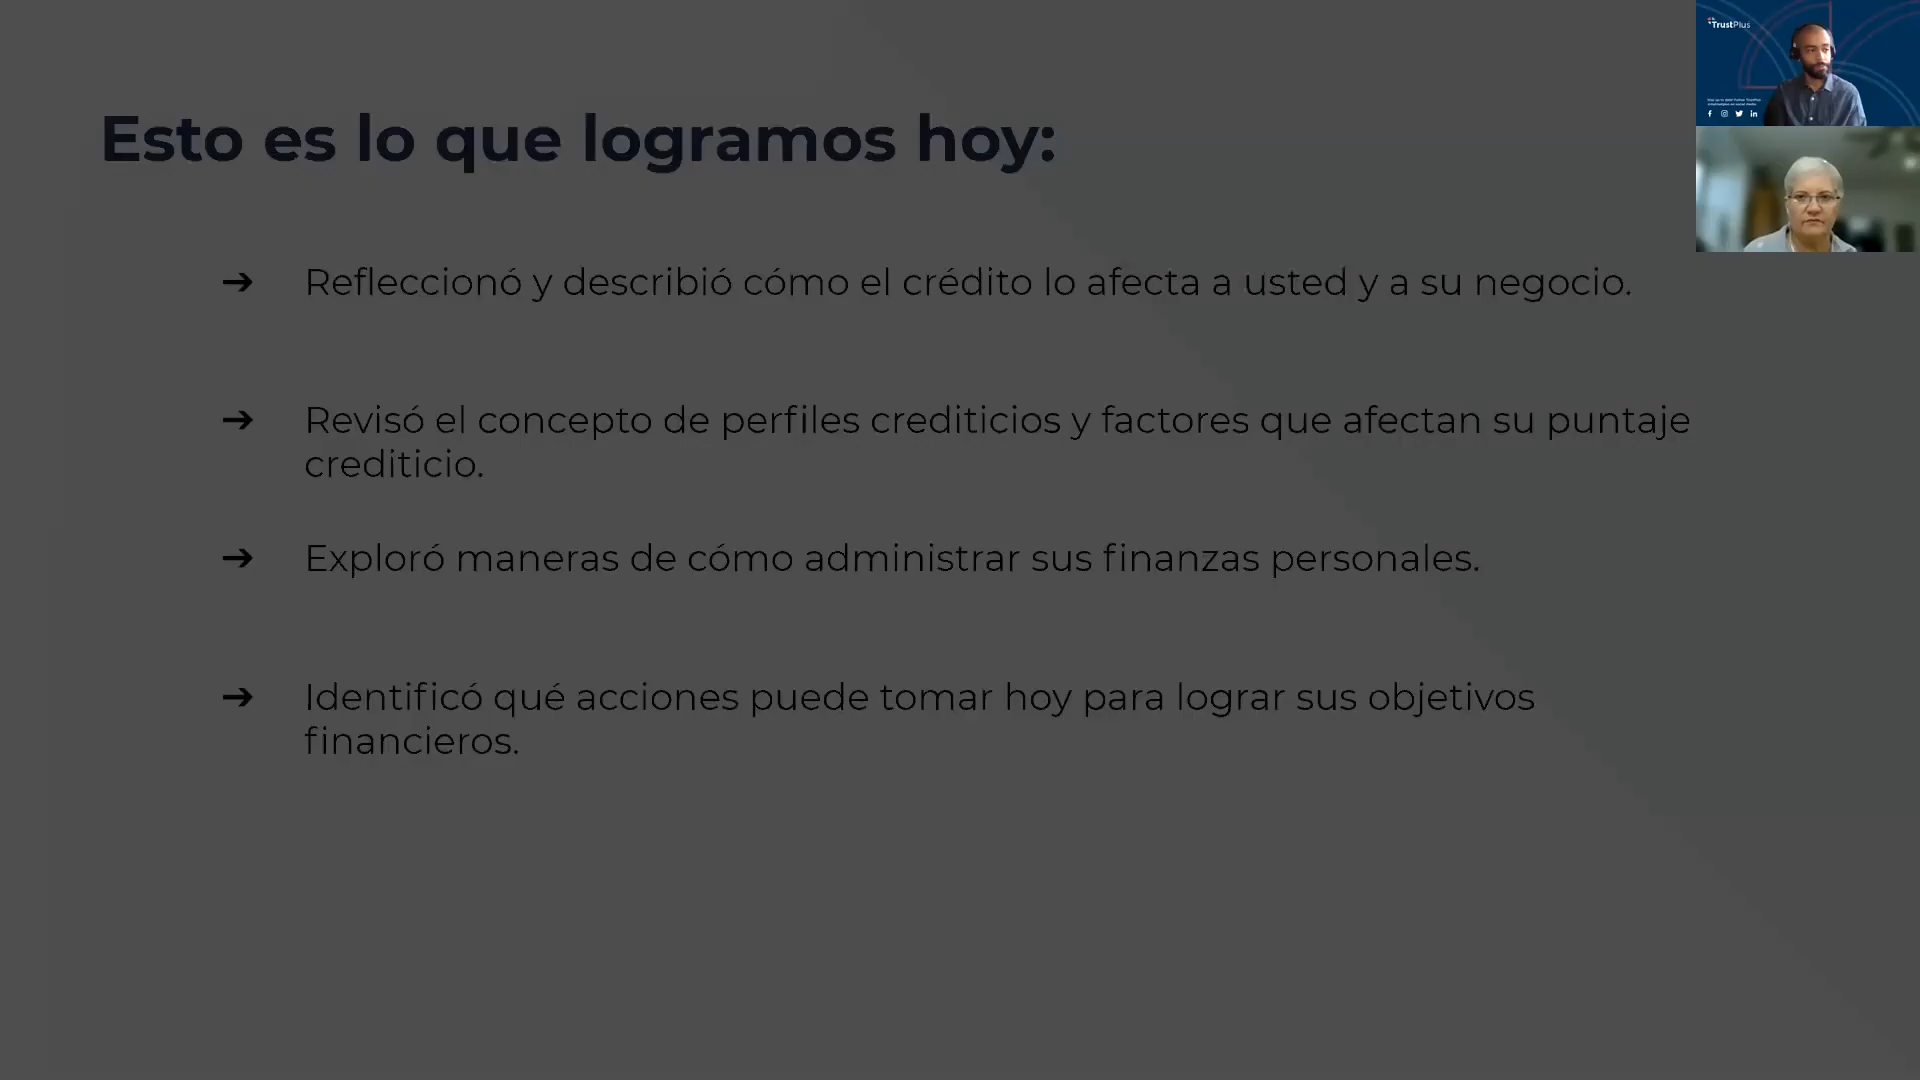 Esto es lo que logramos hoy:
➔ Refleccionó y describió cómo el crédito lo afecta a usted y a su negocio.
➔ Revisó el concepto de perfiles crediticios y factores que afectan su puntaje
crediticio.
➔ Exploró maneras de cómo administrar sus finanzas personales.
➔ Identificó qué acciones puede tomar hoy para lograr sus objetivos
financieros.
TrustPlus